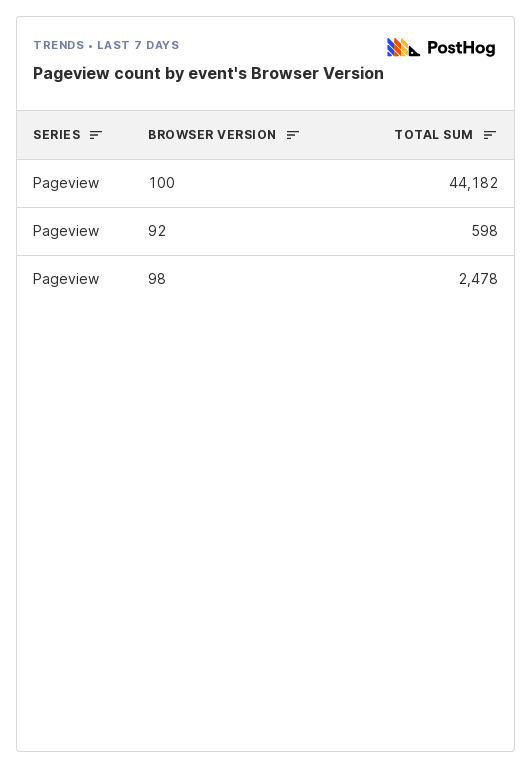 TRENDS • LAST 7 DAYS
PostHog
Pageview count by event's Browser Version
SERIES BROWSER VERSION TOTAL SUM
Pageview 100 44,182
Pageview 92 598
Pageview 98 2,478